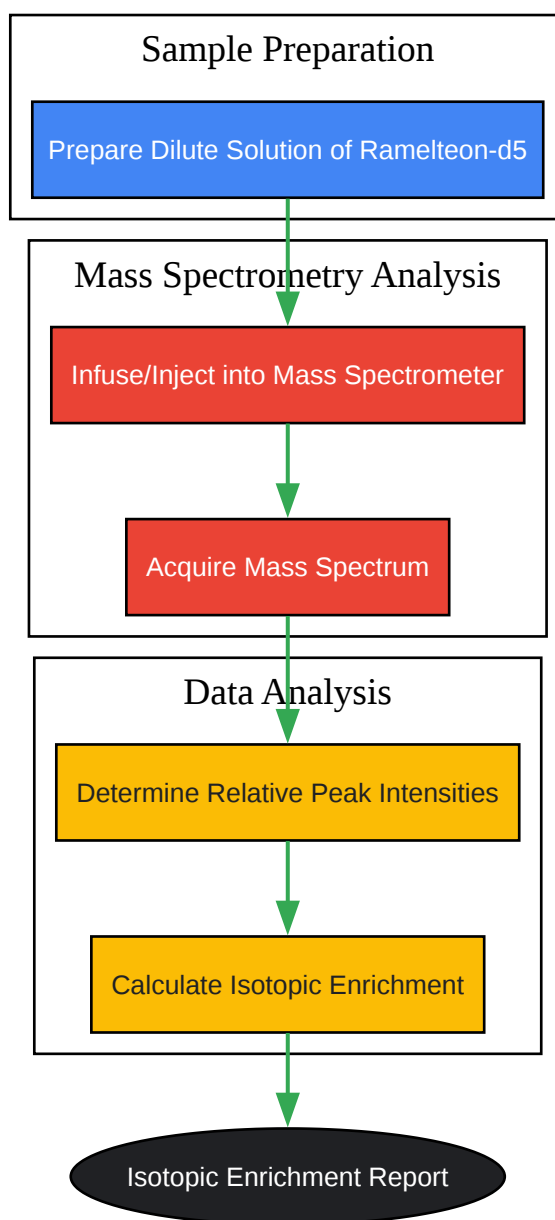 Sample Preparation
Prepare Dilute Solution of Ramelteon-d5
Mass Spectrometry Analysis
Infuse/Inject into Mass Spectrometer
Acquire Mass Spectrum
Data Analysis
Determine Relative Peak Intensities
Calculate Isotopic Enrichment
Isotopic Enrichment Report